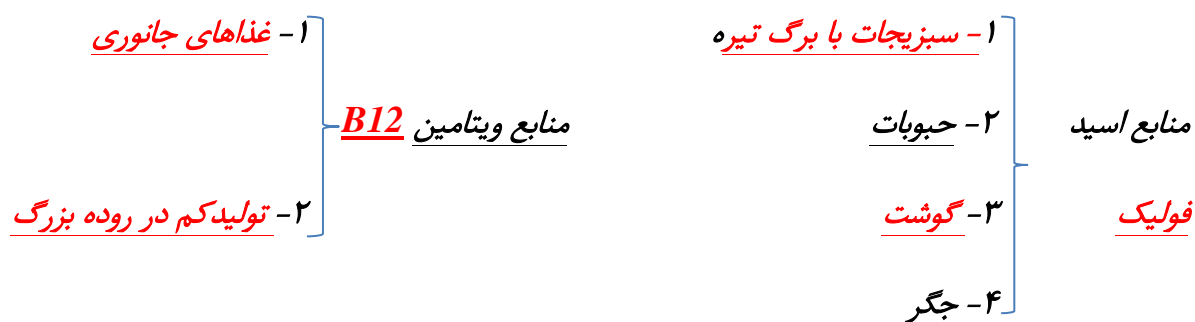 منابع اسید
فولیک
۱- سبزیجات با برگ تیره
۲- حبوبات
۳- گوشت
۴- جگر
منابع ویتامین B12
۱- غذاهای جانوری
۲- تولیدکم در روده بزرگ